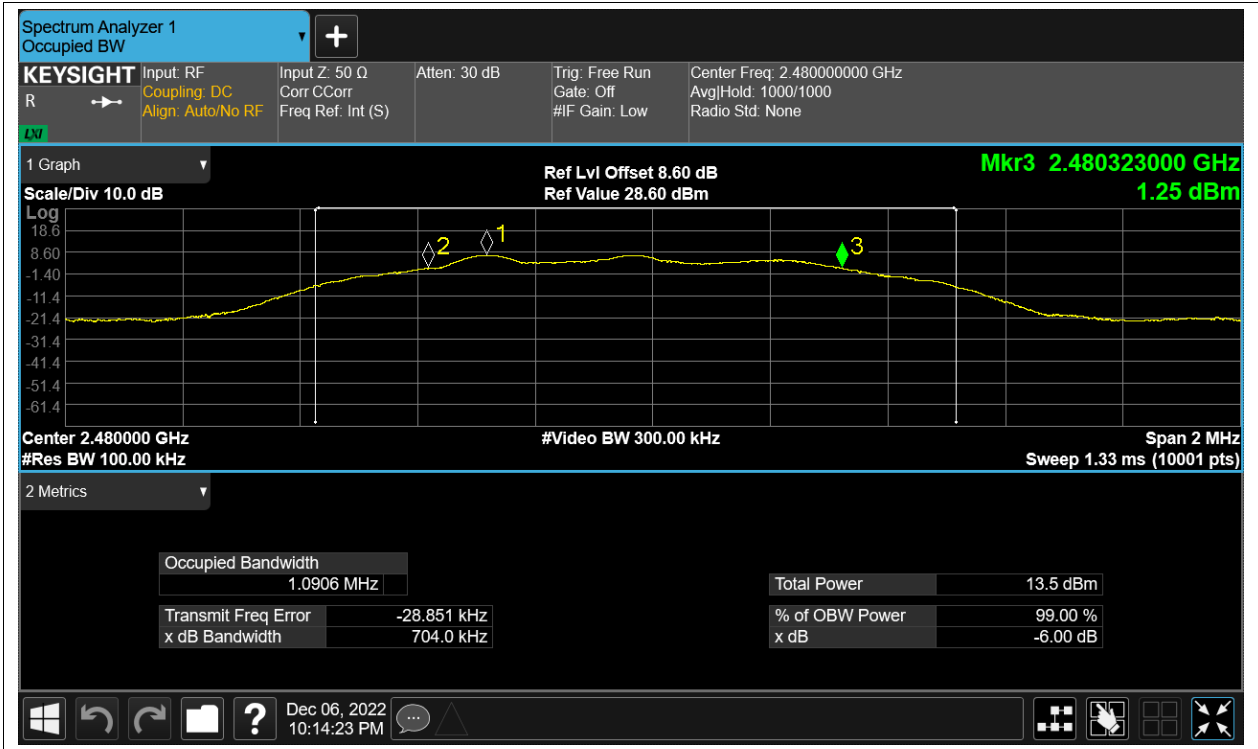 Spectrum Analyzer 1
Occupied BW
KEYSIGHT
R
LXI
Input: RF
Coupling: DC
Align: Auto/No RF
Input Z: 50 Ω
Corr CCorr
Freq Ref: Int (S)
Atten: 30 dB
Trig: Free Run
Gate: Off
#IF Gain: Low
Center Freq: 2.480000000 GHz
Avg|Hold: 1000/1000
Radio Std: None
1 Graph
Scale/Div 10.0 dB
Ref Lvl Offset 8.60 dB
Ref Value 28.60 dBm
Mkr3 2.480323000 GHz
1.25 dBm
Log
18.6
8.60
-1.40
-11.4
-21.4
-31.4
-41.4
-51.4
-61.4
2
1
3
Center 2.480000 GHz
#Video BW 300.00 kHz
Span 2 MHz
#Res BW 100.00 kHz
Sweep 1.33 ms (10001 pts)
2 Metrics
Occupied Bandwidth
1.0906 MHz
Transmit Freq Error -28.851 kHz
x dB Bandwidth 704.0 kHz
Total Power 13.5 dBm
% of OBW Power 99.00 %
x dB -6.00 dB
?
Dec 06, 2022
10:14:23 PM